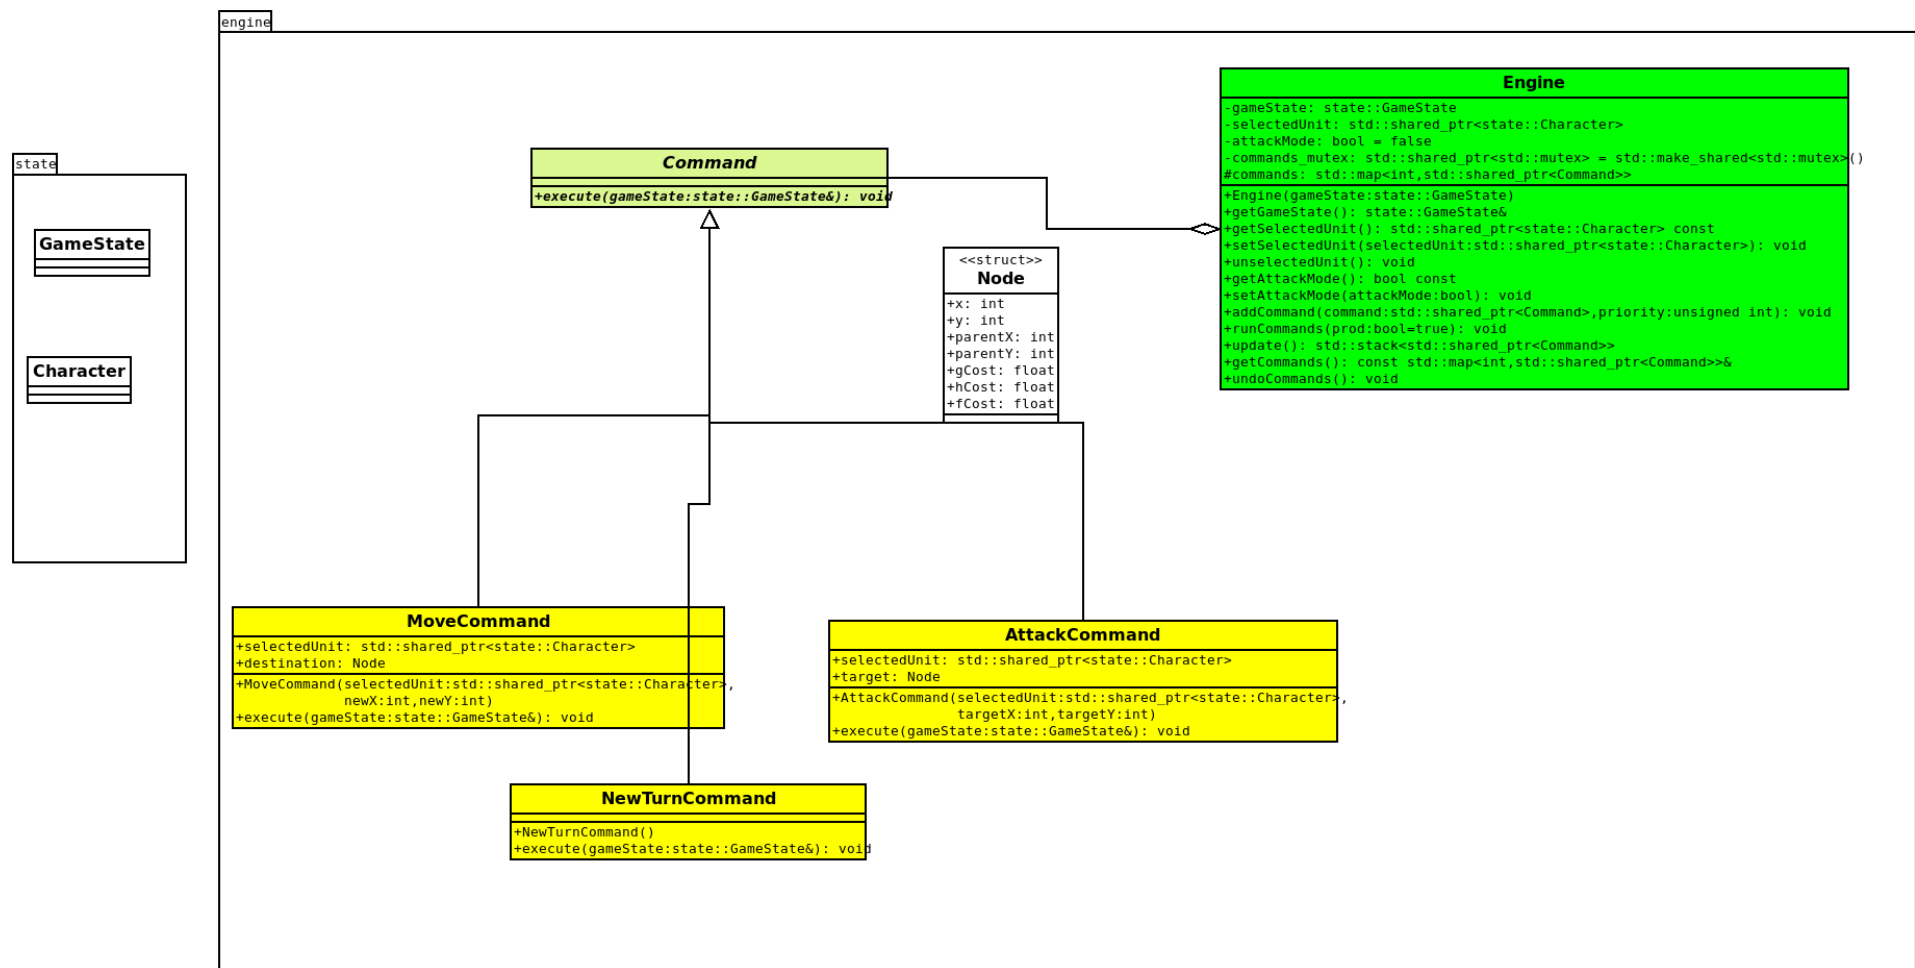 engine
state
GameState
Character
Command
+execute(gameState:state::GameState&): void
<<struct>>
Node
+x: int
+y: int
+parentX: int
+parentY: int
+gCost: float
+hCost: float
+fCost: float
Engine
-gameState: state::GameState
-selectedUnit: std::shared_ptr<state::Character>
-attackMode: bool = false
-commands_mutex: std::shared_ptr<std::mutex> = std::make_shared<std::mutex>()
#commands: std::map<int,std::shared_ptr<Command>>
+Engine(gameState:state::GameState)
+getGameState(): state::GameState&
+getSelectedUnit(): std::shared_ptr<state::Character> const
+setSelectedUnit(selectedUnit:std::shared_ptr<state::Character>): void
+unselectedUnit(): void
+getAttackMode(): bool const
+setAttackMode(attackMode:bool): void
+addCommand(command:std::shared_ptr<Command>,priority:unsigned int): void
+runCommands(prod:bool=true): void
+update(): std::stack<std::shared_ptr<Command>>
+getCommands(): const std::map<int,std::shared_ptr<Command>>&
+undoCommands(): void
MoveCommand
+selectedUnit: std::shared_ptr<state::Character>
+destination: Node
+MoveCommand(selectedUnit:std::shared_ptr<state::Character>,
newX:int,newY:int)
+execute(gameState:state::GameState&): void
AttackCommand
+selectedUnit: std::shared_ptr<state::Character>
+target: Node
+AttackCommand(selectedUnit:std::shared_ptr<state::Character>,
targetX:int,targetY:int)
+execute(gameState:state::GameState&): void
NewTurnCommand
+NewTurnCommand()
+execute(gameState:state::GameState&): void